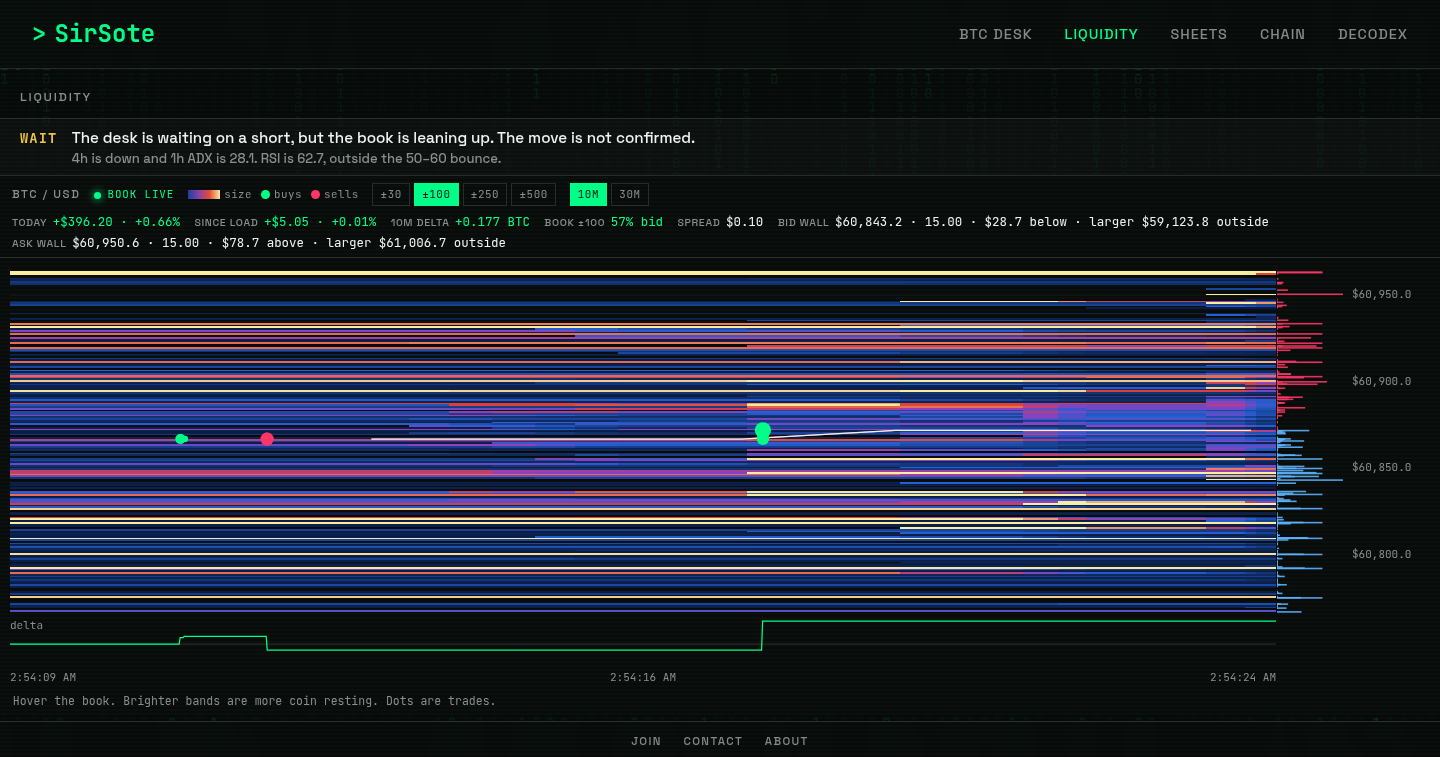 > SirSote
BTC DESK LIQUIDITY SHEETS CHAIN DECODEX
LIQUIDITY
WAIT The desk is waiting on a short, but the book is leaning up. The move is not confirmed.
4h is down and 1h ADX is 28.1. RSI is 62.7, outside the 50–60 bounce.
BTC / USD BOOK LIVE size buys sells ±30 ±100 ±250 ±500 10M 30M
TODAY +$396.20 · +0.66% SINCE LOAD +$5.05 · +0.01% 10M DELTA +0.177 BTC BOOK ±100 57% bid SPREAD $0.10 BID WALL $60,843.2 · 15.00 · $28.7 below · larger $59,123.8 outside
ASK WALL $60,950.6 · 15.00 · $78.7 above · larger $61,006.7 outside
$60,950.0
$60,900.0
$60,850.0
$60,800.0
delta
2:54:09 AM 2:54:16 AM 2:54:24 AM
Hover the book. Brighter bands are more coin resting. Dots are trades.
JOIN CONTACT ABOUT